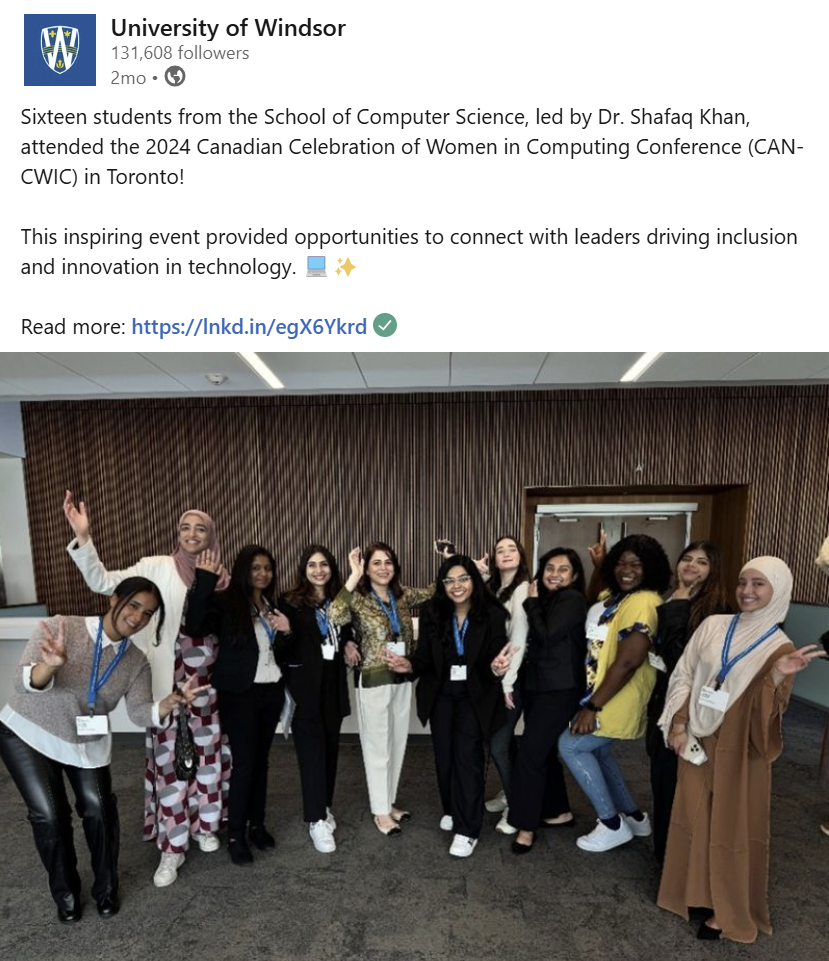 University of Windsor
131,608 followers
2mo •
Sixteen students from the School of Computer Science, led by Dr. Shafaq Khan,
attended the 2024 Canadian Celebration of Women in Computing Conference (CAN-
CWIC) in Toronto!
This inspiring event provided opportunities to connect with leaders driving inclusion
and innovation in technology. 💻 ✨
Read more: https://lnkd.in/egX6Ykrd